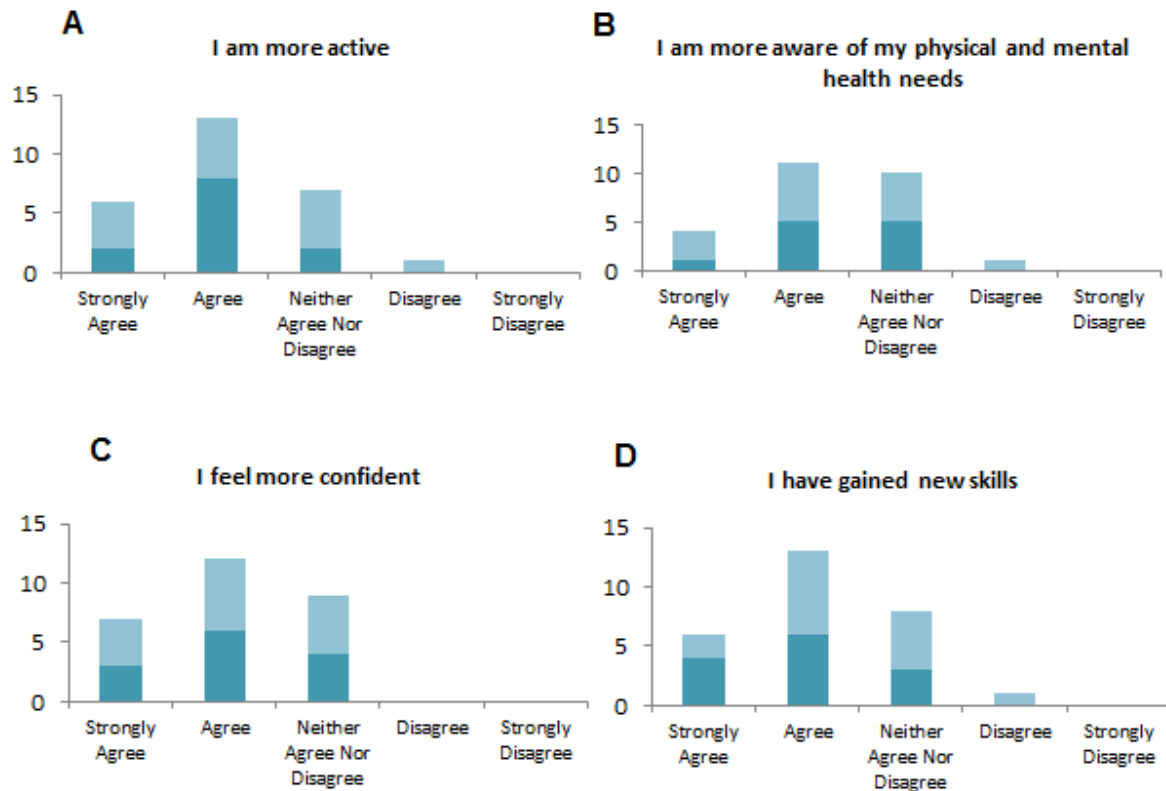 A
I am more active
15
10
5
0
Strongly
Agree
Agree
Neither
Agree Nor
Disagree
Disagree
Strongly
Disagree
B
I am more aware of my physical and mental
health needs
15
10
5
0
Strongly
Agree
Agree
Neither
Agree Nor
Disagree
Disagree
Strongly
Disagree
C
I feel more confident
15
10
5
0
Strongly
Agree
Agree
Neither
Agree Nor
Disagree
Disagree
Strongly
Disagree
D
I have gained new skills
15
10
5
0
Strongly
Agree
Agree
Neither
Agree Nor
Disagree
Disagree
Strongly
Disagree